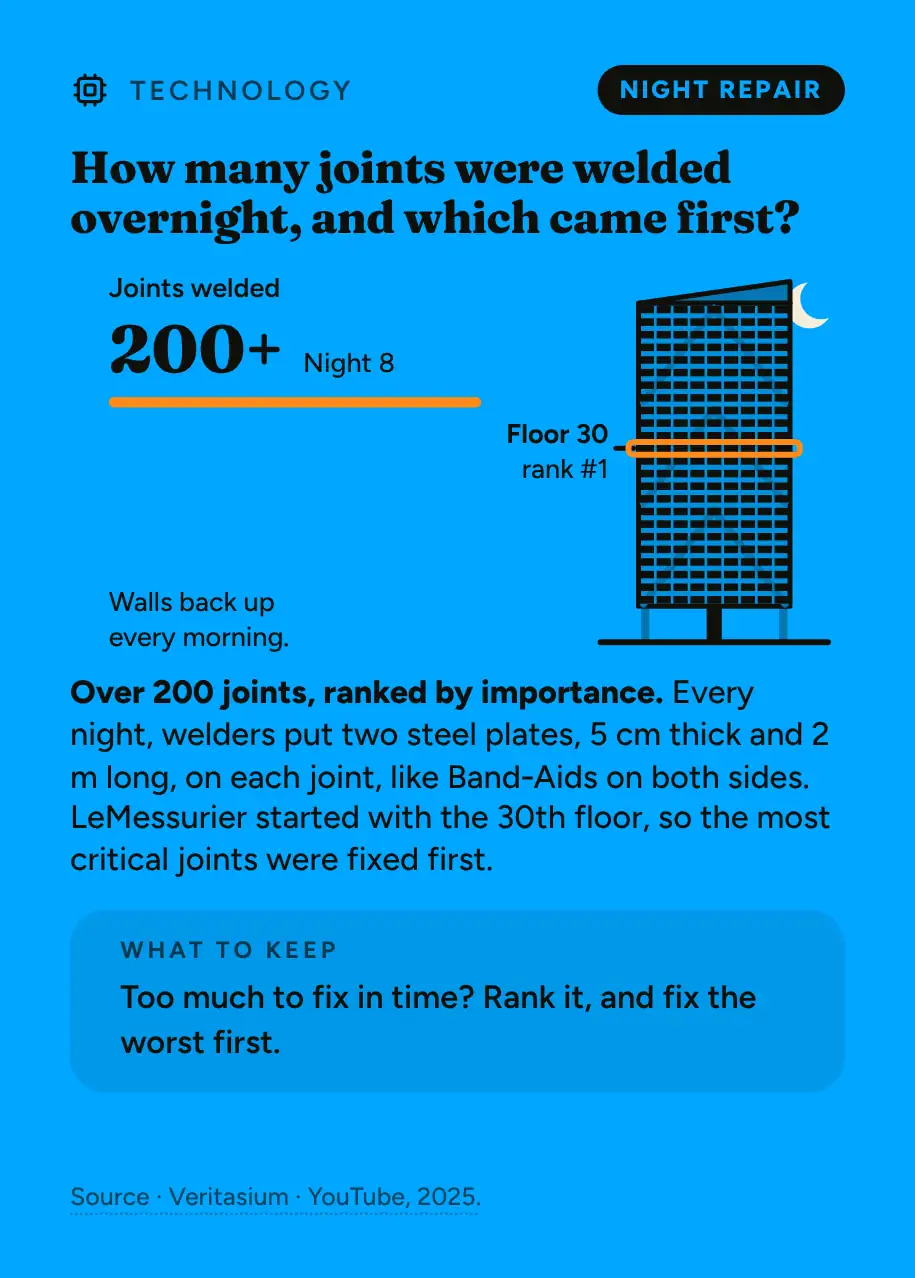 TECHNOLOGY
NIGHT REPAIR
How many joints were welded
overnight, and which came first?
Joints welded
200+ Night 8
Floor 30
rank #1
Walls back up
every morning.
Over 200 joints, ranked by importance. Every
night, welders put two steel plates, 5 cm thick and 2
m long, on each joint, like Band-Aids on both sides.
LeMessurier started with the 30th floor, so the most
critical joints were fixed first.
WHAT TO KEEP
Too much to fix in time? Rank it, and fix the
worst first.
Source · Veritasium · YouTube, 2025.